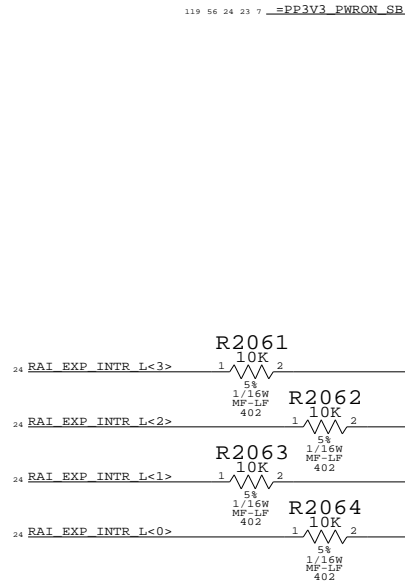 119 56 24 23 7 =PP3V3_PWRON_SB
R2061
10K
24 RAI_EXP_INTR_L<3> 1 2
5%
1/16W
MF-LF
402
R2062
10K
24 RAI_EXP_INTR_L<2> 1 2
5%
1/16W
MF-LF
402
R2063
10K
24 RAI_EXP_INTR_L<1> 1 2
5%
1/16W
MF-LF
402
R2064
10K
24 RAI_EXP_INTR_L<0> 1 2
5%
1/16W
MF-LF
402